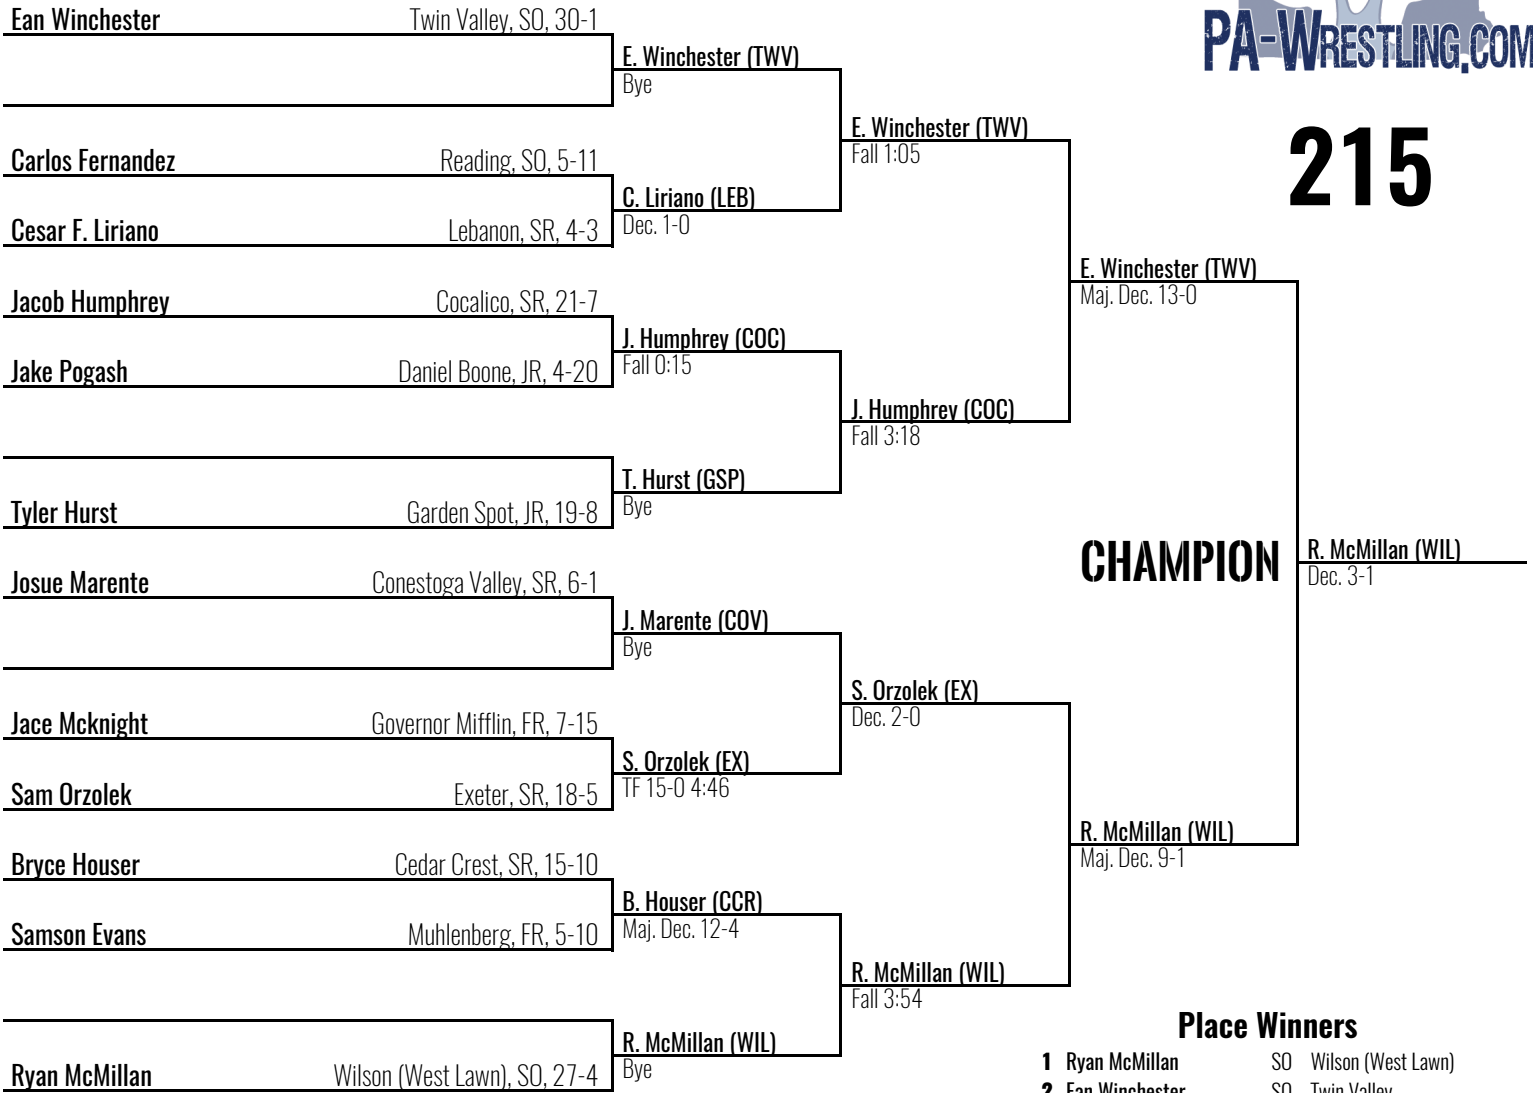 PA-WRESTLING.COM
215
Ean Winchester Twin Valley, SO, 30-1
E. Winchester (TWV)
Bye
E. Winchester (TWV)
Fall 1:05
Carlos Fernandez Reading, SO, 5-11
C. Liriano (LEB)
Dec. 1-0
Cesar F. Liriano Lebanon, SR, 4-3
E. Winchester (TWV)
Maj. Dec. 13-0
Jacob Humphrey Cocalico, SR, 21-7
J. Humphrey (COC)
Fall 0:15
Jake Pogash Daniel Boone, JR, 4-20
J. Humphrey (COC)
Fall 3:18
T. Hurst (GSP)
Bye
Tyler Hurst Garden Spot, JR, 19-8
CHAMPION
R. McMillan (WIL)
Dec. 3-1
Josue Marente Conestoga Valley, SR, 6-1
J. Marente (COV)
Bye
S. Orzolek (EX)
Dec. 2-0
Jace Mcknight Governor Mifflin, FR, 7-15
S. Orzolek (EX)
TF 15-0 4:46
Sam Orzolek Exeter, SR, 18-5
R. McMillan (WIL)
Maj. Dec. 9-1
Bryce Houser Cedar Crest, SR, 15-10
B. Houser (CCR)
Maj. Dec. 12-4
Samson Evans Muhlenberg, FR, 5-10
R. McMillan (WIL)
Fall 3:54
R. McMillan (WIL)
Bye
Ryan McMillan Wilson (West Lawn), SO, 27-4
Place Winners
1 Ryan McMillan SO Wilson (West Lawn)
2 Ean Winchester SO Twin Valley